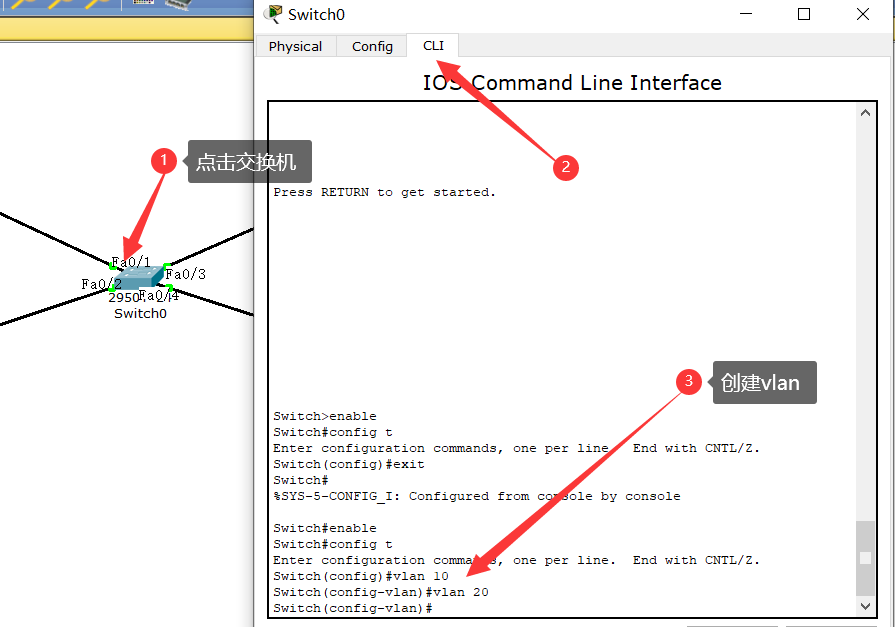 Switch0
Physical
Config
CLI
IOS Command Line Interface
1
点击交换机
2
Press RETURN to get started.
Fa0/1
Fa0/3
Fa0/2
Fa0/4
Switch0
3
创建vlan
Switch>enable
Switch#config t
Enter configuration commands, one per line. End with CNTL/Z.
Switch(config)#exit
Switch#
%SYS-5-CONFIG_I: Configured from console by console
Switch#enable
Switch#config t
Enter configuration commands, one per line. End with CNTL/Z.
Switch(config)#vlan 10
Switch(config-vlan)#vlan 20
Switch(config-vlan)#